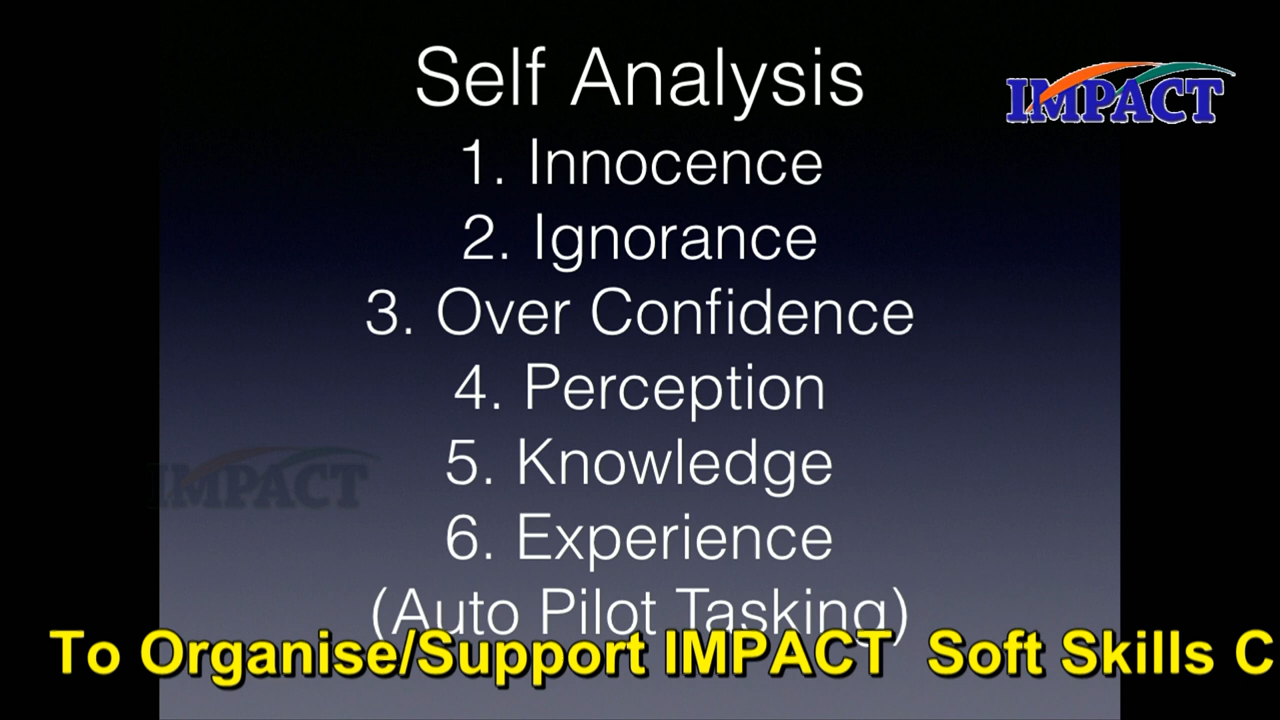 Self Analysis
IMPACT
1. Innocence
2. Ignorance
3. Over Confidence
4. Perception
5. Knowledge
IMPACT
6. Experience
(Auto Pilot Tasking)
To Organise/Support IMPACT Soft Skills C